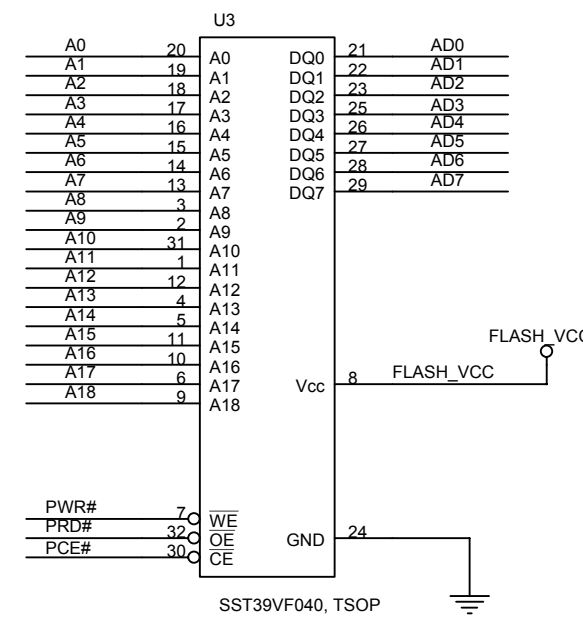 U3
A0 20 A0 DQ0 21 AD0
A1 19 A1 DQ1 22 AD1
A2 18 A2 DQ2 23 AD2
A3 17 A3 DQ3 25 AD3
A4 16 A4 DQ4 26 AD4
A5 15 A5 DQ5 27 AD5
A6 14 A6 DQ6 28 AD6
A7 13 A7 DQ7 29 AD7
A8 3 A8
A9 2 A9
A10 31 A10
A11 1 A11
A12 12 A12
A13 4 A13
A14 5 A14
A15 11 A15 FLASH_VCC
A16 10 A16
A17 6 A17 Vcc 8 FLASH_VCC
A18 9 A18
PWR# 7 WE
PRD# 32 OE GND 24
PCE# 30 CE
SST39VF040, TSOP